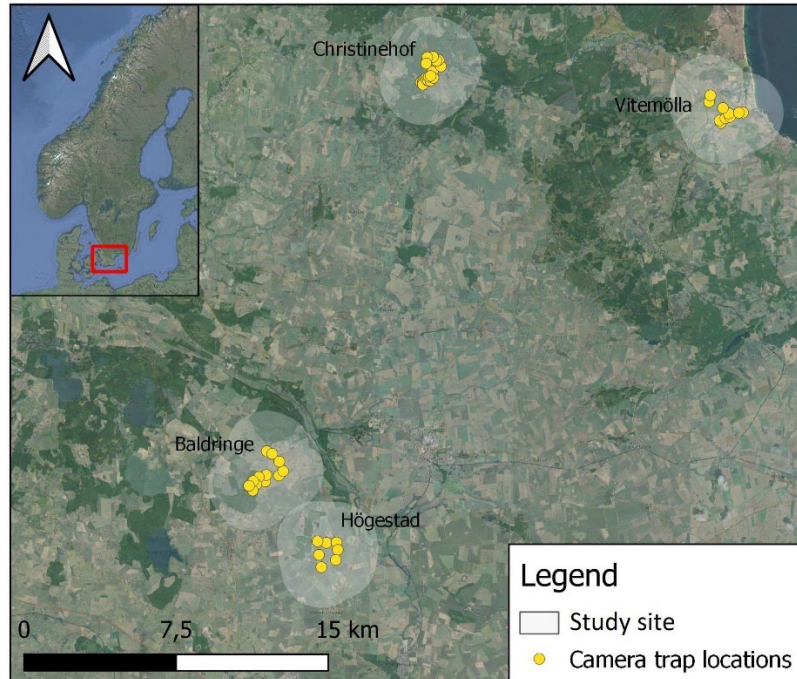 Christinehof
Vitemölla
Baldringe
Högestad
0 7,5 15 km
Legend
Study site
Camera trap locations